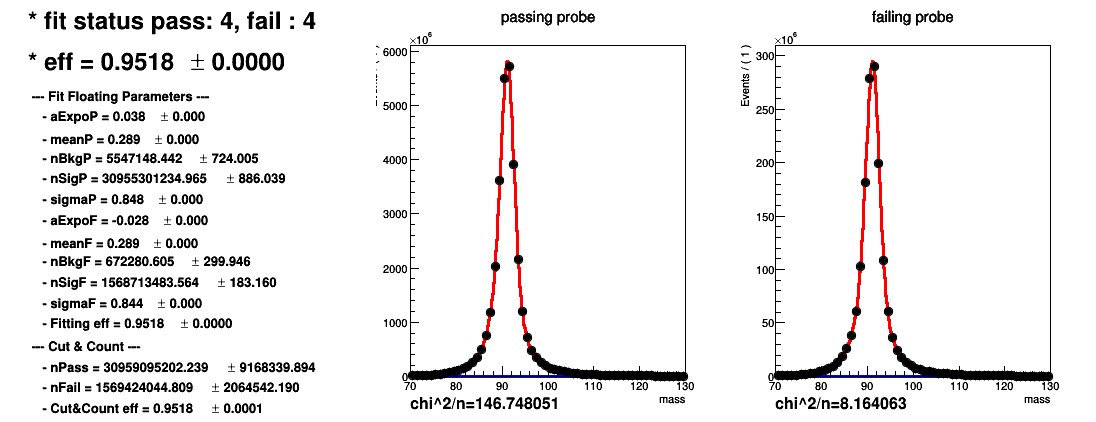 * fit status pass: 4, fail : 4
* eff = 0.9518 ± 0.0000
--- Fit Floating Parameters ---
- aExpoP = 0.038 ± 0.000
- meanP = 0.289 ± 0.000
- nBkgP = 5547148.442 ± 724.005
- nSigP = 30955301234.965 ± 886.039
- sigmaP = 0.848 ± 0.000
- aExpoF = -0.028 ± 0.000
- meanF = 0.289 ± 0.000
- nBkgF = 672280.605 ± 299.946
- nSigF = 1568713483.564 ± 183.160
- sigmaF = 0.844 ± 0.000
- Fitting eff = 0.9518 ± 0.0000
--- Cut & Count ---
- nPass = 30959095202.239 ± 9168339.894
- nFail = 1569424044.809 ± 2064542.190
- Cut&Count eff = 0.9518 ± 0.0001
passing probe
×10^6
6000
5000
4000
3000
2000
1000
0
70 80 90 100 110 120 130
mass
chi^2/n=146.748051
failing probe
×10^6
Events / ( 1 )
300
250
200
150
100
50
0
70 80 90 100 110 120 130
mass
chi^2/n=8.164063